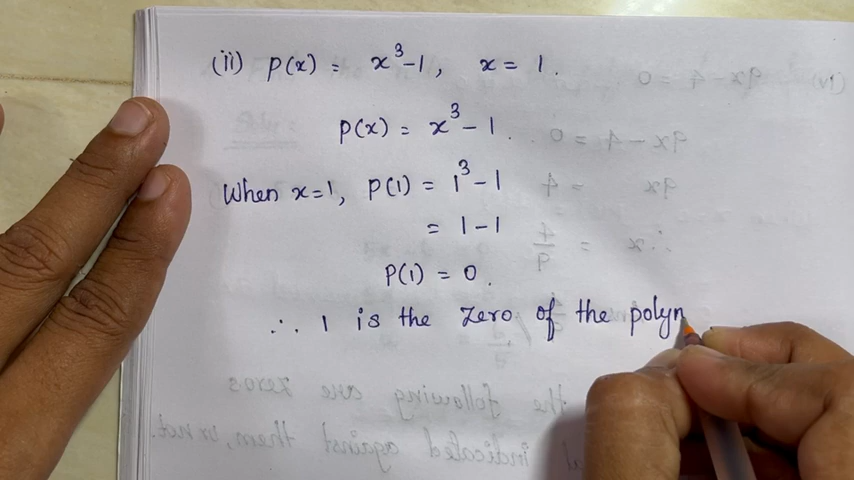 (ii) p(x) = x³-1, x = 1.
p(x) = x³ - 1.
When x=1, p(1) = 1³ - 1
= 1 - 1
p(1) = 0.
∴ 1 is the zero of the polyn